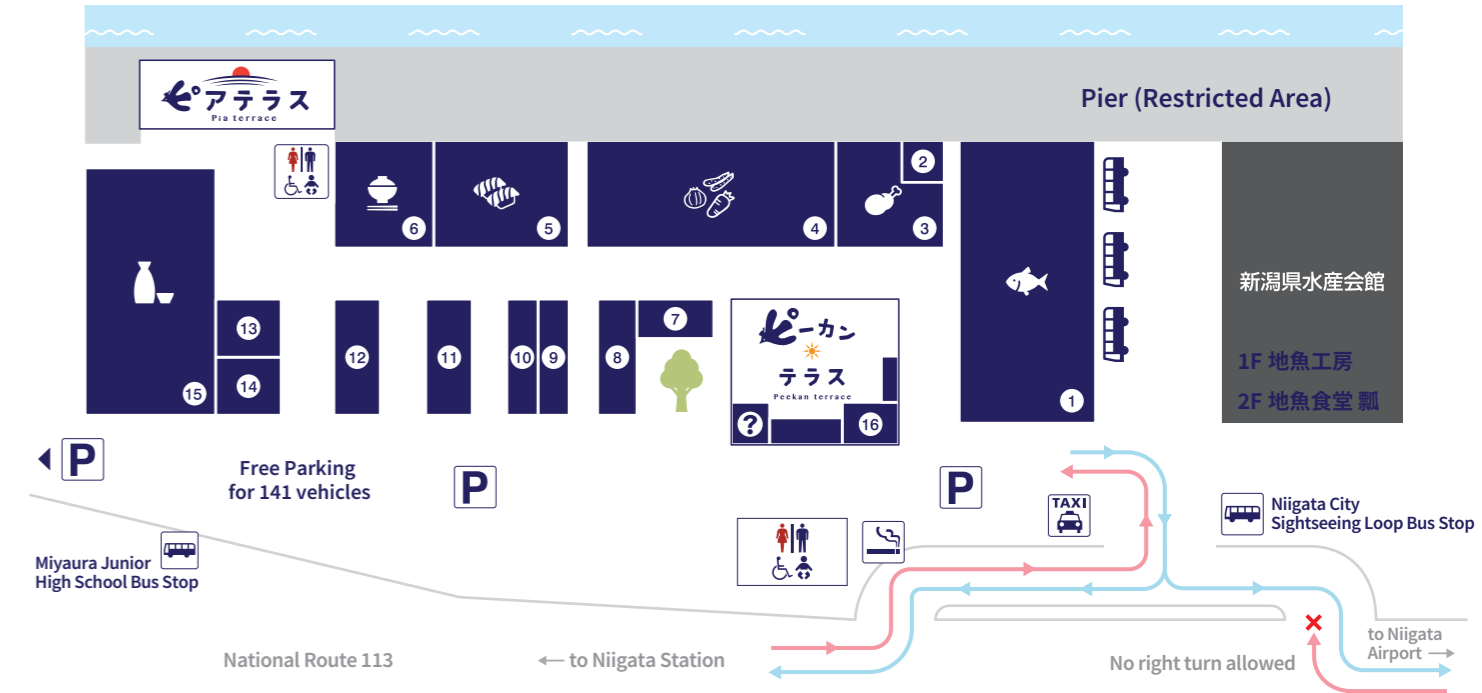 ピアテラス
Pia terrace
Pier (Restricted Area)
2
6
5
4
3
新潟県水産会館
1F 地魚工房
2F 地魚食堂 瓢
ピーカン
テラス
Peekan terrace
?
16
7
13
14
15
12
11
10
9
8
1
P
Free Parking
for 141 vehicles
P
P
TAXI
Niigata City
Sightseeing Loop Bus Stop
Miyaura Junior
High School Bus Stop
National Route 113
← to Niigata Station
No right turn allowed
to Niigata
Airport →